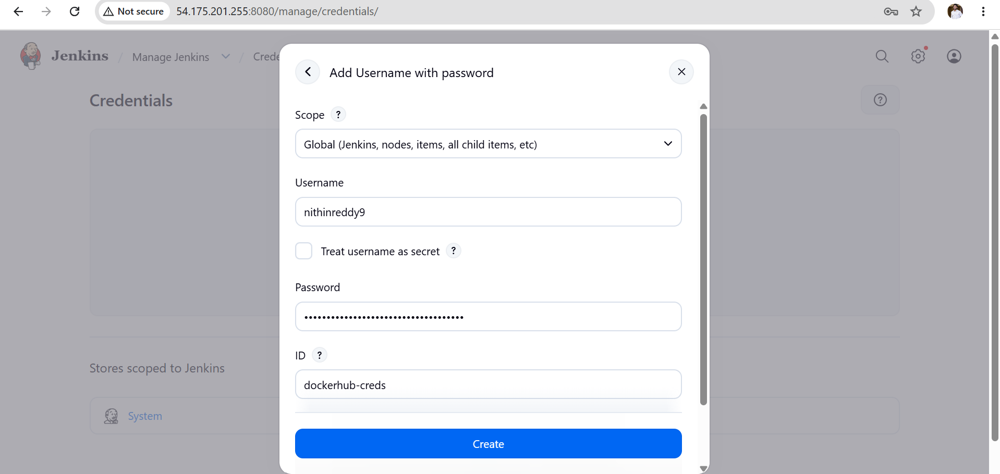 Not secure
54.175.201.255:8080/manage/credentials/
Jenkins / Manage Jenkins / Crede
Add Username with password
Credentials
Scope ?
Global (Jenkins, nodes, items, all child items, etc)
Username
nithinreddy9
Treat username as secret ?
Password
••••••••••••••••••••••••••••••••••••
ID ?
dockerhub-creds
Stores scoped to Jenkins
System
Create